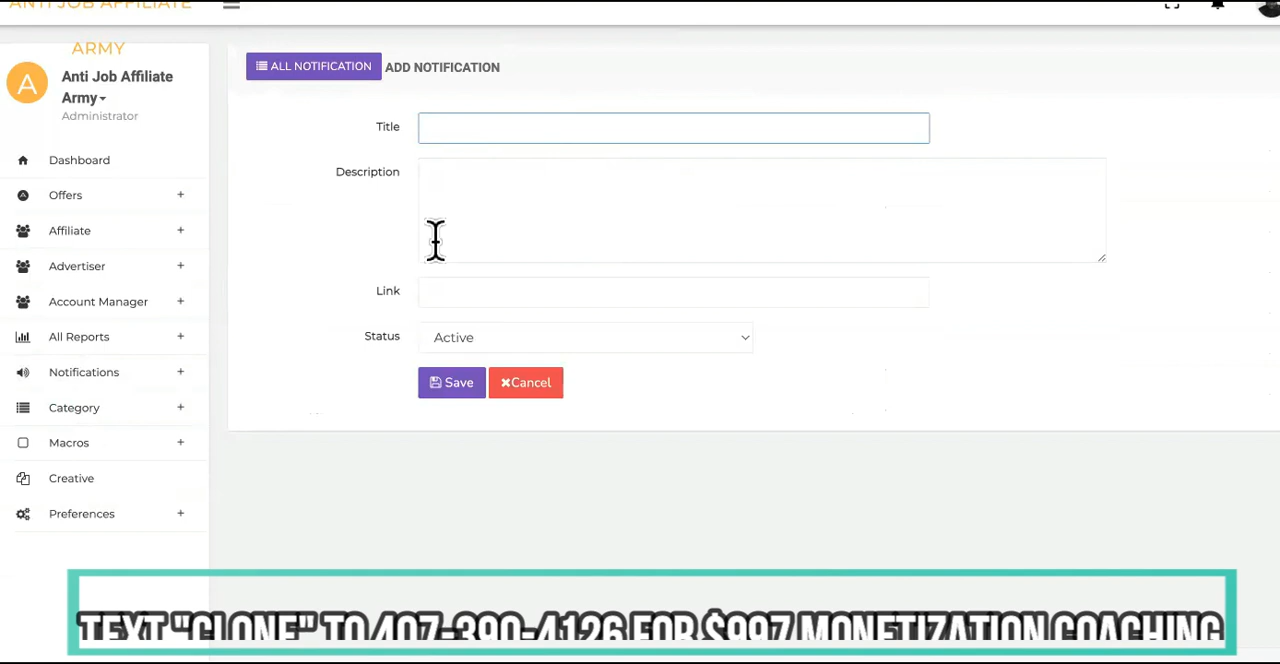 ANTI JOB AFFILIATE
ARMY
A
Anti Job Affiliate
Army
Administrator
Dashboard
Offers +
Affiliate +
Advertiser +
Account Manager +
All Reports +
Notifications +
Category +
Macros +
Creative
Preferences +
ALL NOTIFICATION ADD NOTIFICATION
Title
Description
Link
Status Active
Save Cancel
TEXT "CLONE" TO 407-390-4126 FOR $997 MONETIZATION COACHING